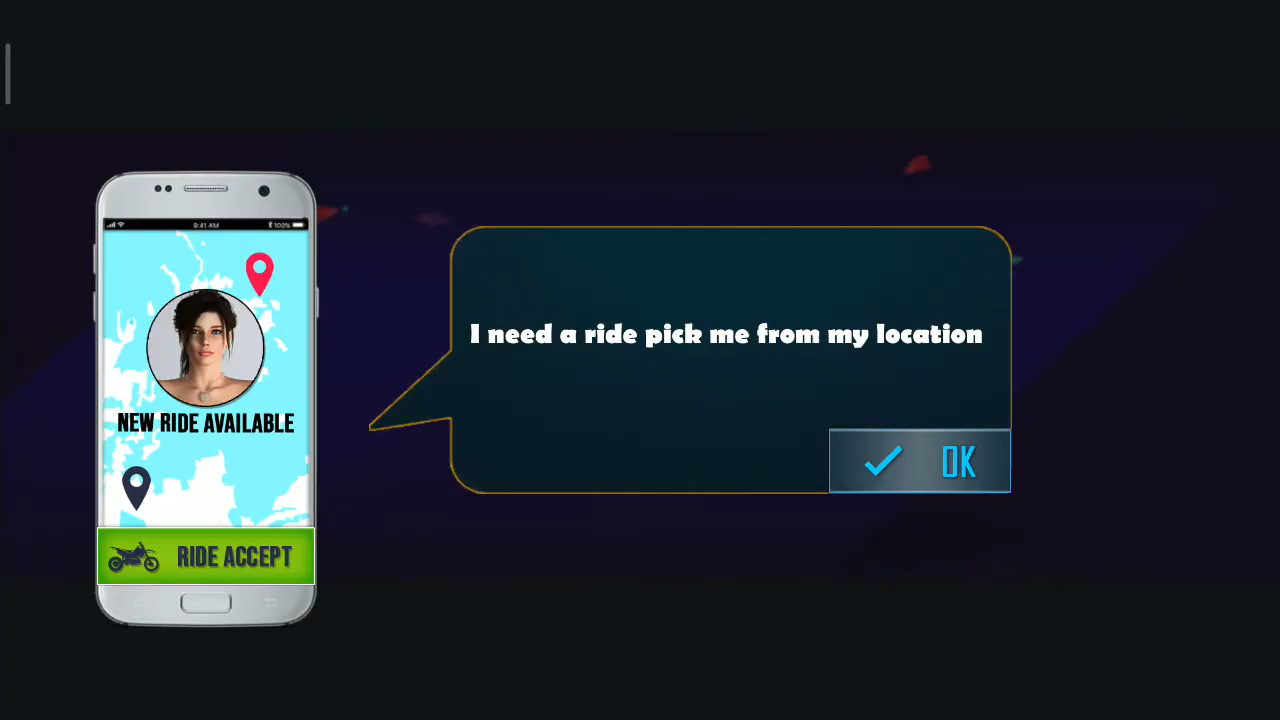 9:41 AM
100%
I need a ride pick me from my location
NEW RIDE AVAILABLE
OK
RIDE ACCEPT